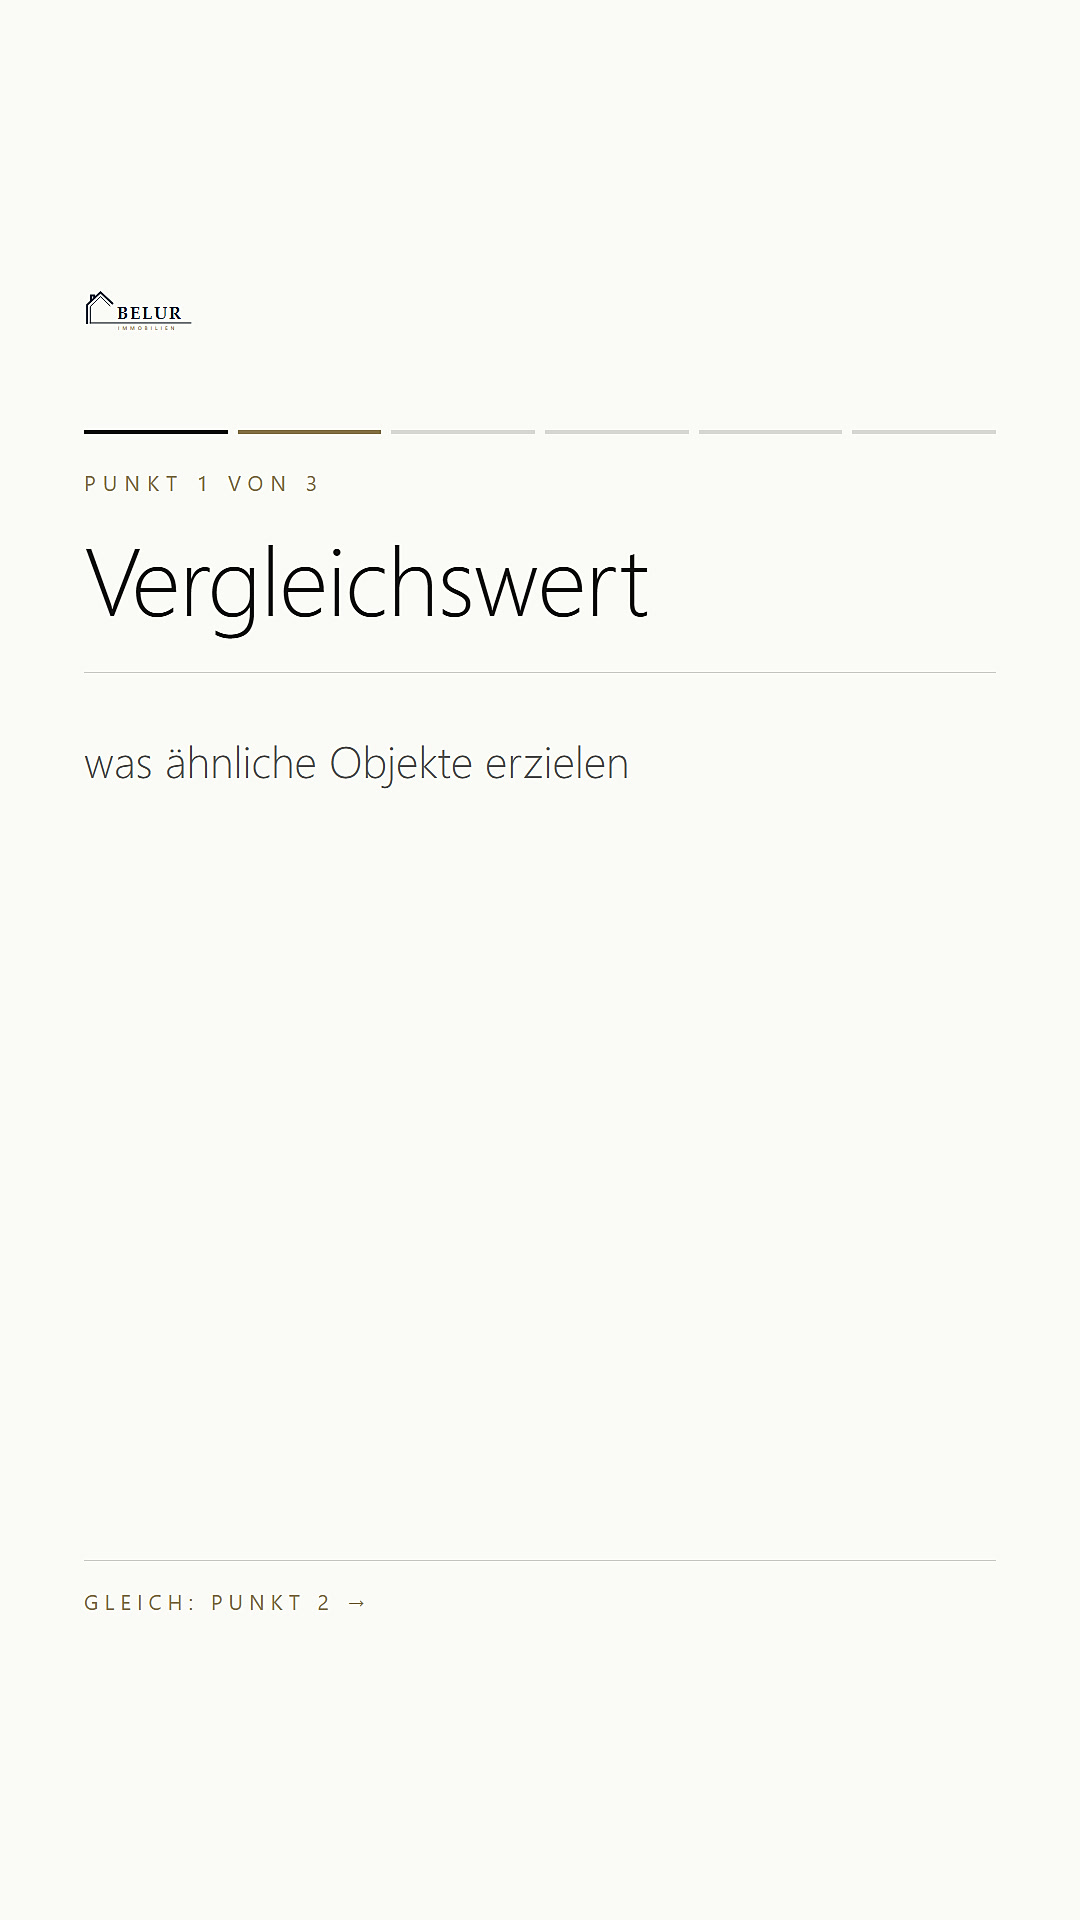 BELUR
IMMOBILIEN
PUNKT 1 VON 3
Vergleichswert
was ähnliche Objekte erzielen
GLEICH: PUNKT 2 →